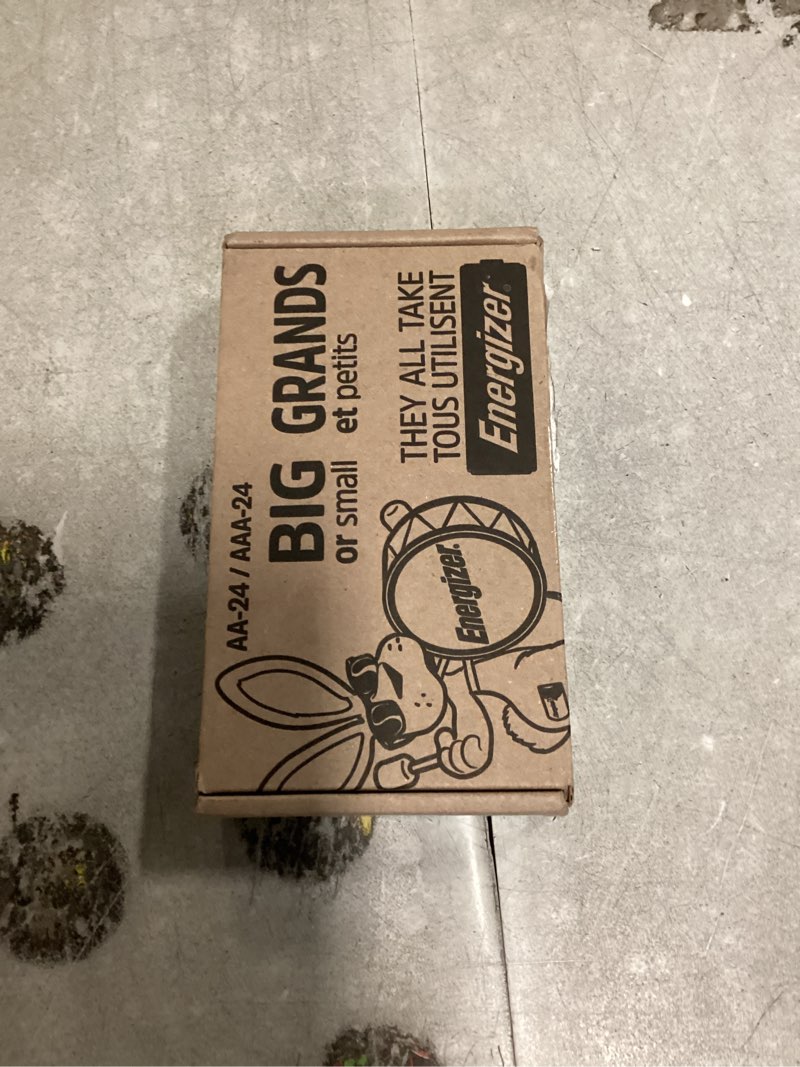 AA-24 / AAA-24
BIG GRANDS
or small et petits
THEY ALL TAKE
TOUS UTILISENT
Energizer®
Energizer.